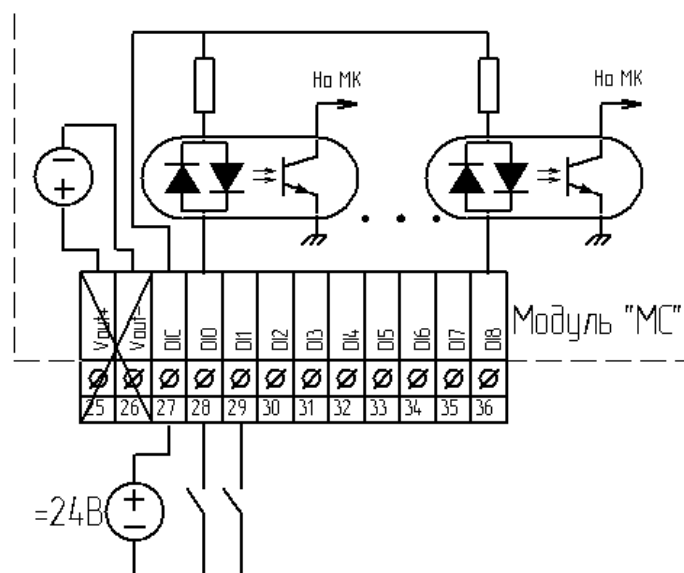 На МК
На МК
Vout+
Vout-
DIC
DI0
DI1
DI2
DI3
DI4
DI5
DI6
DI7
DI8
Модуль "МС"
25
26
27
28
29
30
31
32
33
34
35
36
=24В